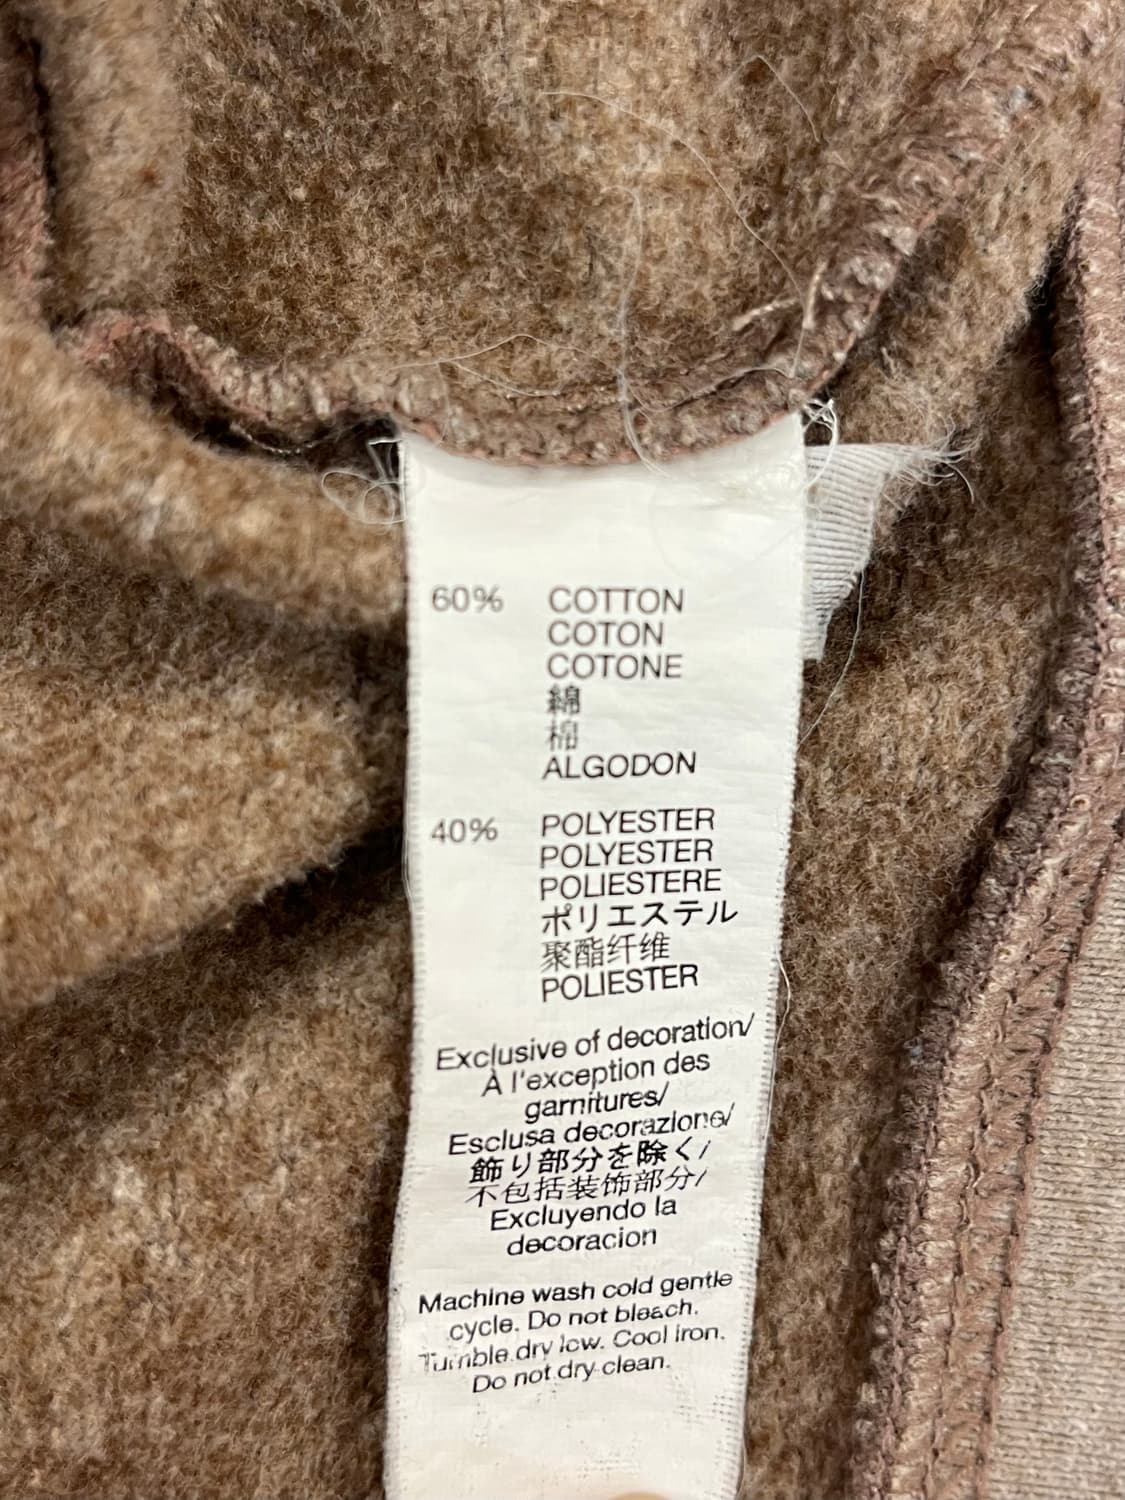 60% COTTON
COTON
COTONE
綿
棉
ALGODON
40% POLYESTER
POLYESTER
POLIESTERE
ポリエステル
聚酯纤维
POLIESTER
Exclusive of decoration/
À l'exception des
garnitures/
Esclusa decorazione/
飾り部分を除く/
不包括装饰部分/
Excluyendo la
decoracion
Machine wash cold gentle
cycle. Do not bleach.
Tumble dry low. Cool iron.
Do not dry clean.